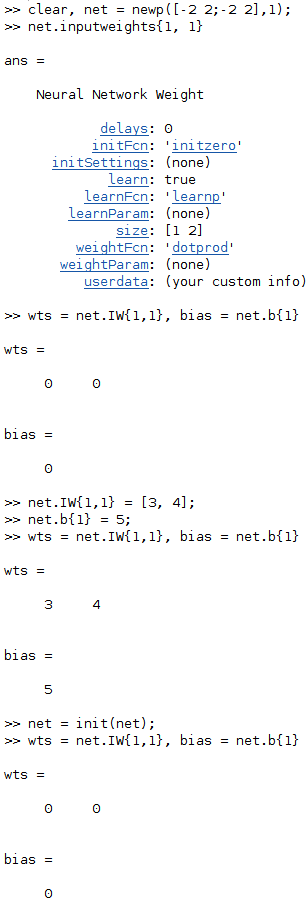 >> clear, net = newp([-2 2;-2 2],1);
>> net.inputweights{1, 1}
ans =
Neural Network Weight
delays: 0
initFcn: 'initzero'
initSettings: (none)
learn: true
learnFcn: 'learnp'
learnParam: (none)
size: [1 2]
weightFcn: 'dotprod'
weightParam: (none)
userdata: (your custom info)
>> wts = net.IW{1,1}, bias = net.b{1}
wts =
0 0
bias =
0
>> net.IW{1,1} = [3, 4];
>> net.b{1} = 5;
>> wts = net.IW{1,1}, bias = net.b{1}
wts =
3 4
bias =
5
>> net = init(net);
>> wts = net.IW{1,1}, bias = net.b{1}
wts =
0 0
bias =
0